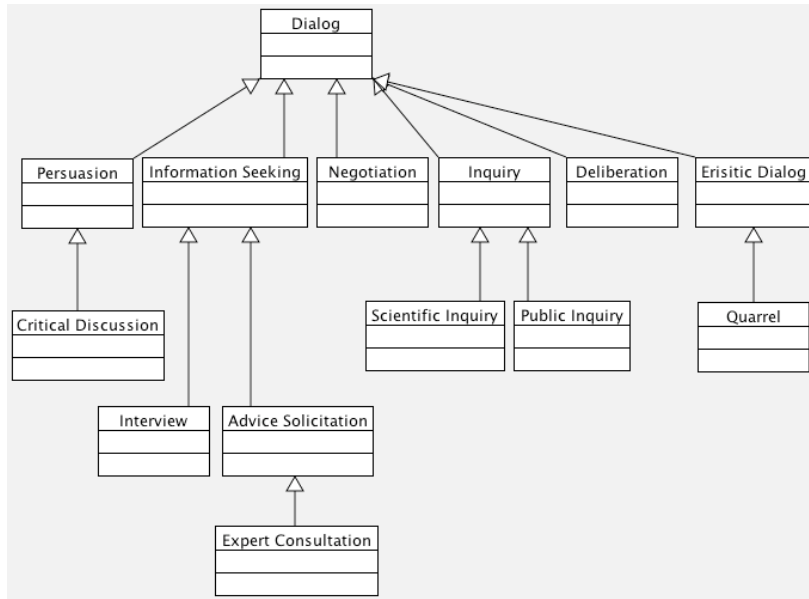 Dialog
Persuasion
Information Seeking
Negotiation
Inquiry
Deliberation
Erisitic Dialog
Critical Discussion
Scientific Inquiry
Public Inquiry
Quarrel
Interview
Advice Solicitation
Expert Consultation